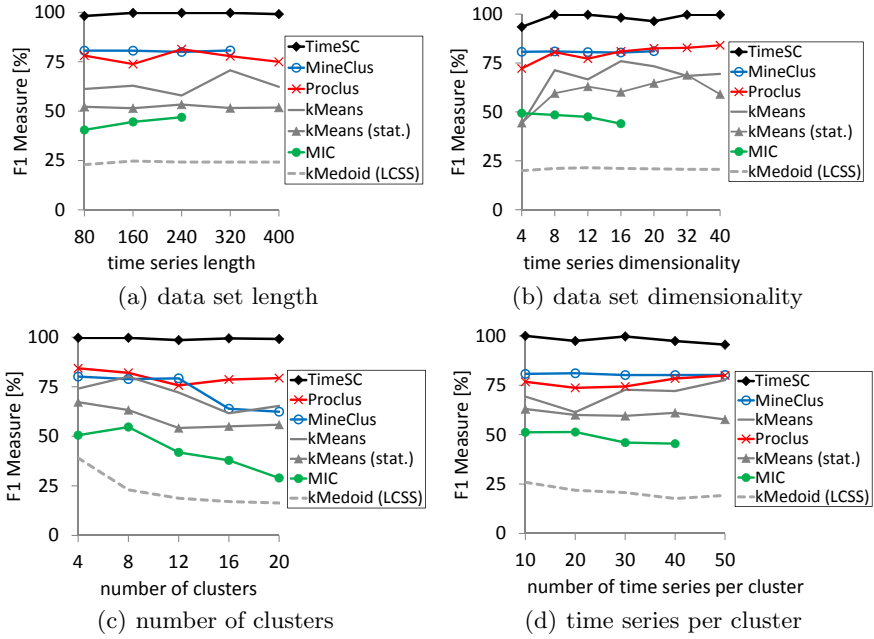 F1 Measure [%]
100
75
50
25
0
80 160 240 320 400
time series length
TimeSC
MineClus
Proclus
kMeans
kMeans (stat.)
MIC
kMedoid (LCSS)
(a) data set length
F1 Measure [%]
100
75
50
25
0
4 8 12 16 20 32 40
time series dimensionality
TimeSC
MineClus
Proclus
kMeans
kMeans (stat.)
MIC
kMedoid (LCSS)
(b) data set dimensionality
F1 Measure [%]
100
75
50
25
0
4 8 12 16 20
number of clusters
TimeSC
Proclus
MineClus
kMeans
kMeans (stat.)
MIC
kMedoid (LCSS)
(c) number of clusters
F1 Measure [%]
100
75
50
25
0
10 20 30 40 50
number of time series per cluster
TimeSC
MineClus
kMeans
Proclus
kMeans (stat.)
MIC
kMedoid (LCSS)
(d) time series per cluster